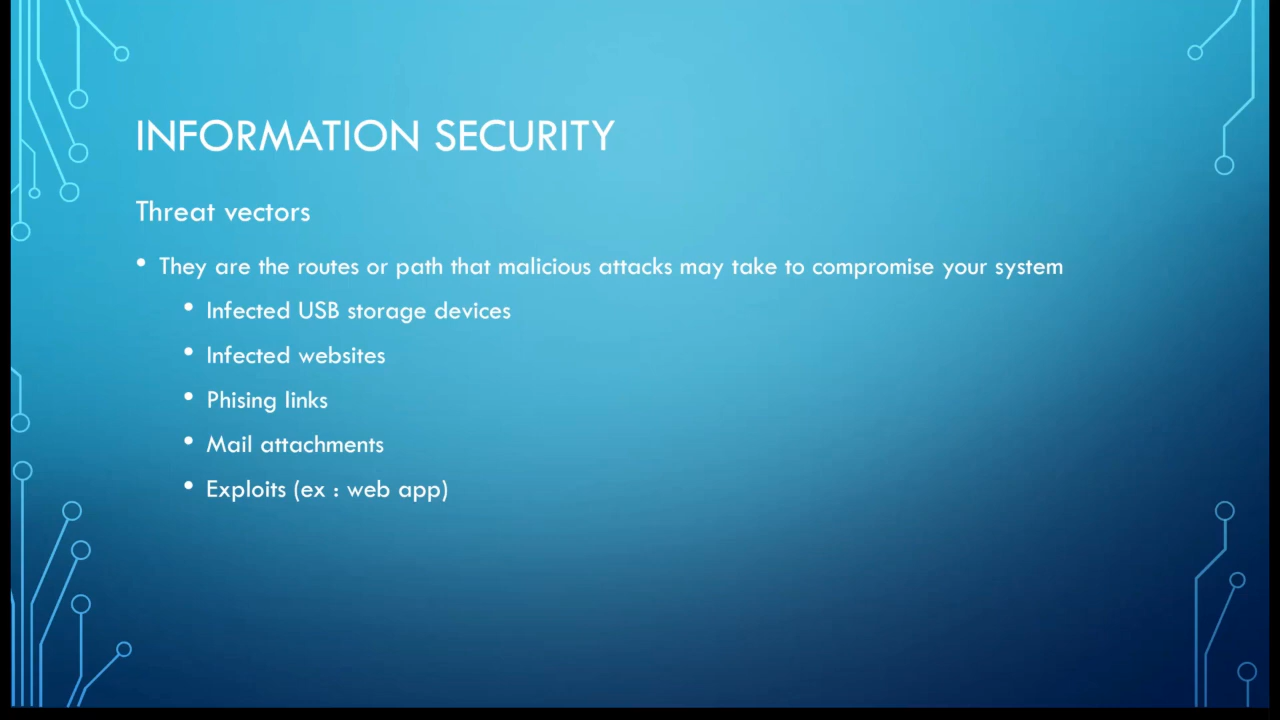 INFORMATION SECURITY
Threat vectors
• They are the routes or path that malicious attacks may take to compromise your system
• Infected USB storage devices
• Infected websites
• Phising links
• Mail attachments
• Exploits (ex : web app)